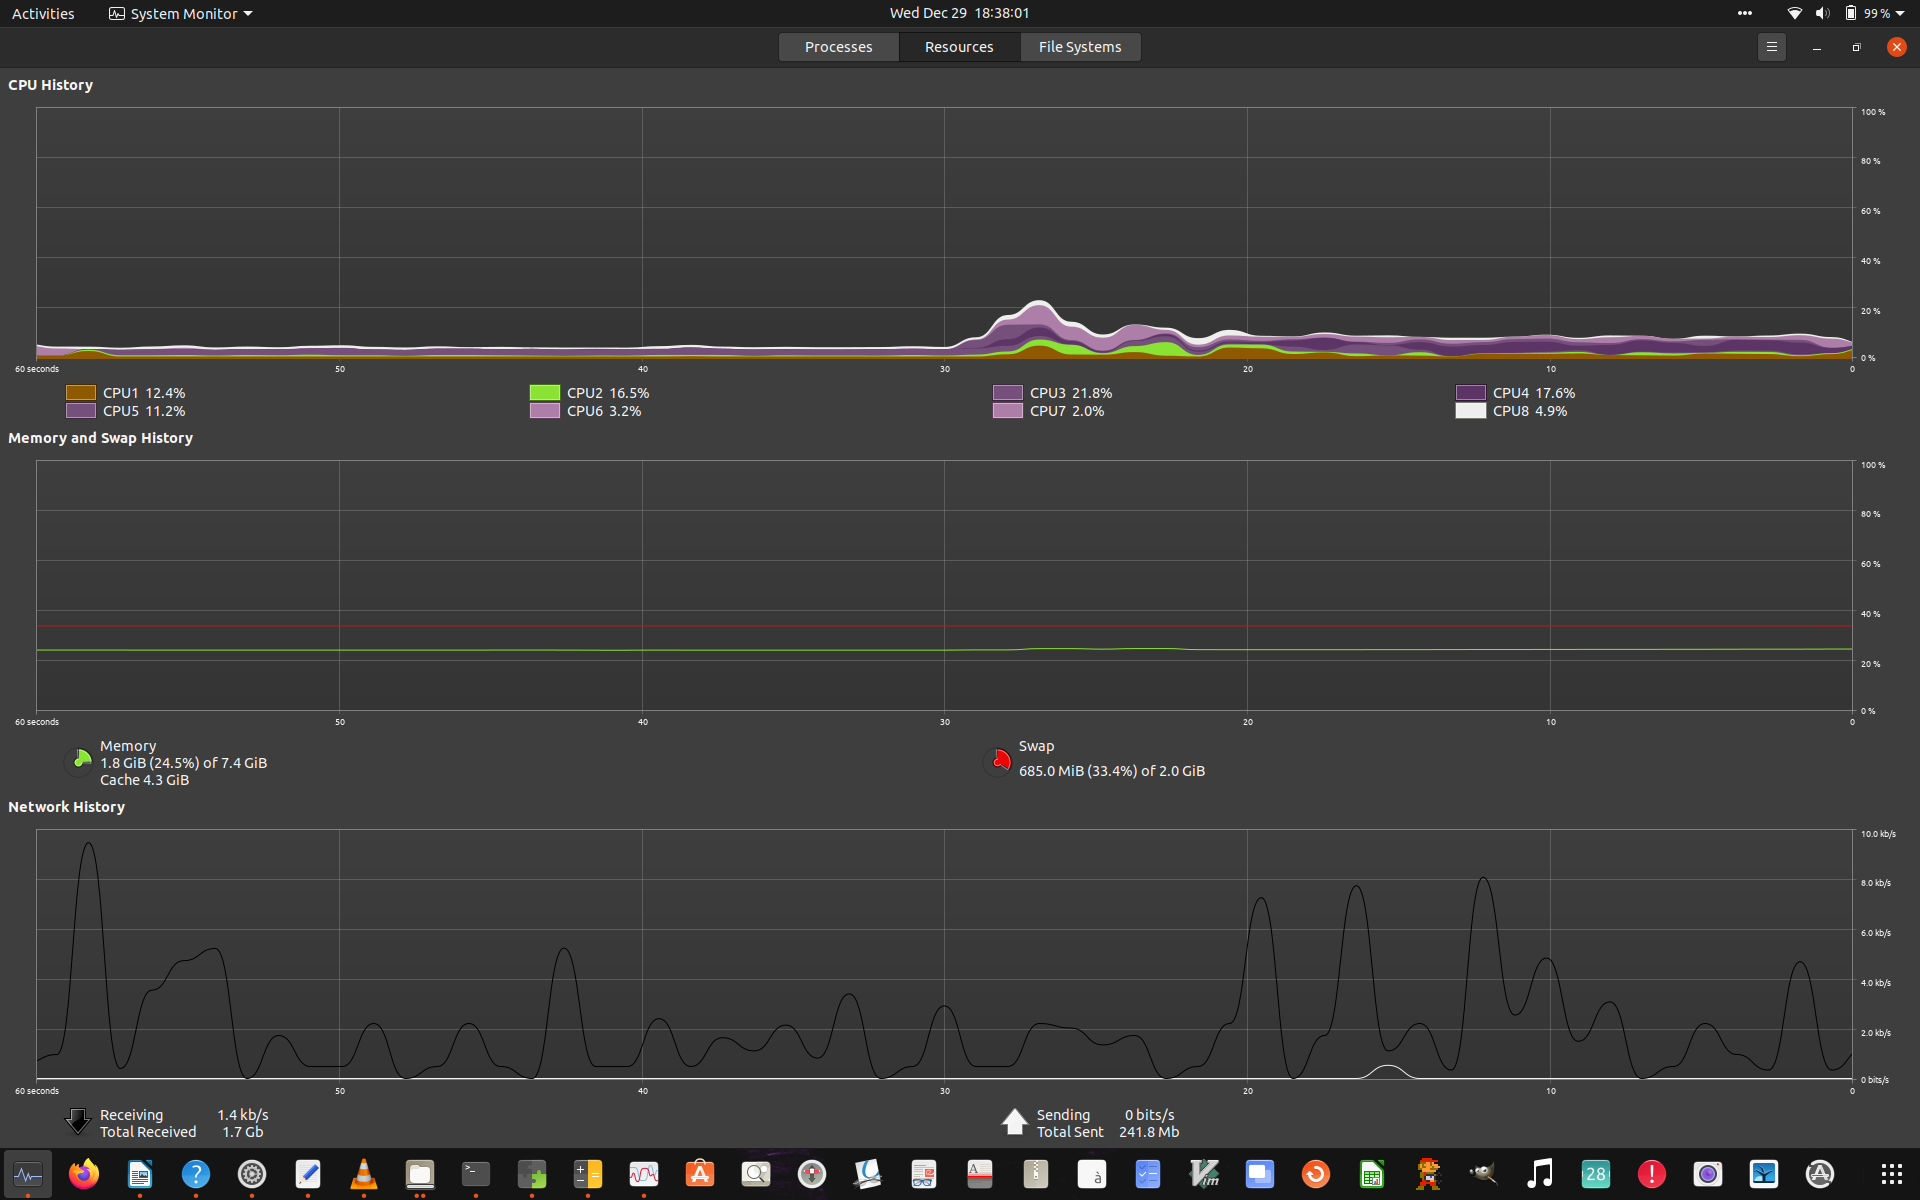 Activities System Monitor Wed Dec 29 18:38:01 99 %
Processes Resources File Systems
CPU History
100 %
80 %
60 %
40 %
20 %
0 %
60 seconds 50 40 30 20 10 0
CPU1 12.4% CPU2 16.5% CPU3 21.8% CPU4 17.6%
CPU5 11.2% CPU6 3.2% CPU7 2.0% CPU8 4.9%
Memory and Swap History
100 %
80 %
60 %
40 %
20 %
0 %
60 seconds 50 40 30 20 10 0
Memory
1.8 GiB (24.5%) of 7.4 GiB
Cache 4.3 GiB
Swap
685.0 MiB (33.4%) of 2.0 GiB
Network History
10.0 kb/s
8.0 kb/s
6.0 kb/s
4.0 kb/s
2.0 kb/s
0 bits/s
60 seconds 50 40 30 20 10 0
Receiving 1.4 kb/s
Total Received 1.7 Gb
Sending 0 bits/s
Total Sent 241.8 Mb
? >_ A A à Vim 28 !